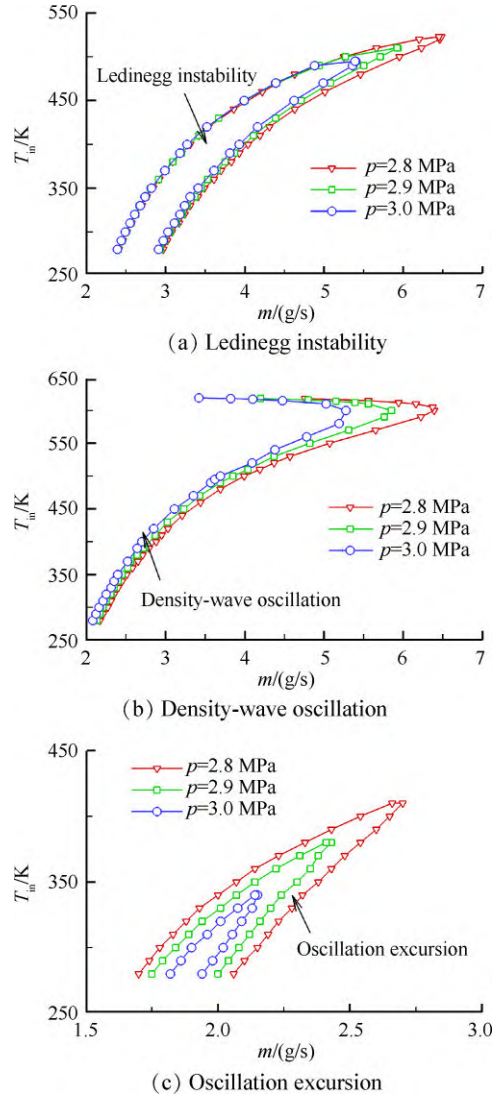 550
450
350
250
T_in/K
Ledinegg instability
p=2.8 MPa
p=2.9 MPa
p=3.0 MPa
2 3 4 5 6 7
m/(g/s)
(a) Ledinegg instability
650
550
450
350
250
T_in/K
p=2.8 MPa
p=2.9 MPa
p=3.0 MPa
Density-wave oscillation
2 3 4 5 6 7
m/(g/s)
(b) Density-wave oscillation
450
350
250
T_in/K
p=2.8 MPa
p=2.9 MPa
p=3.0 MPa
Oscillation excursion
1.5 2.0 2.5 3.0
m/(g/s)
(c) Oscillation excursion